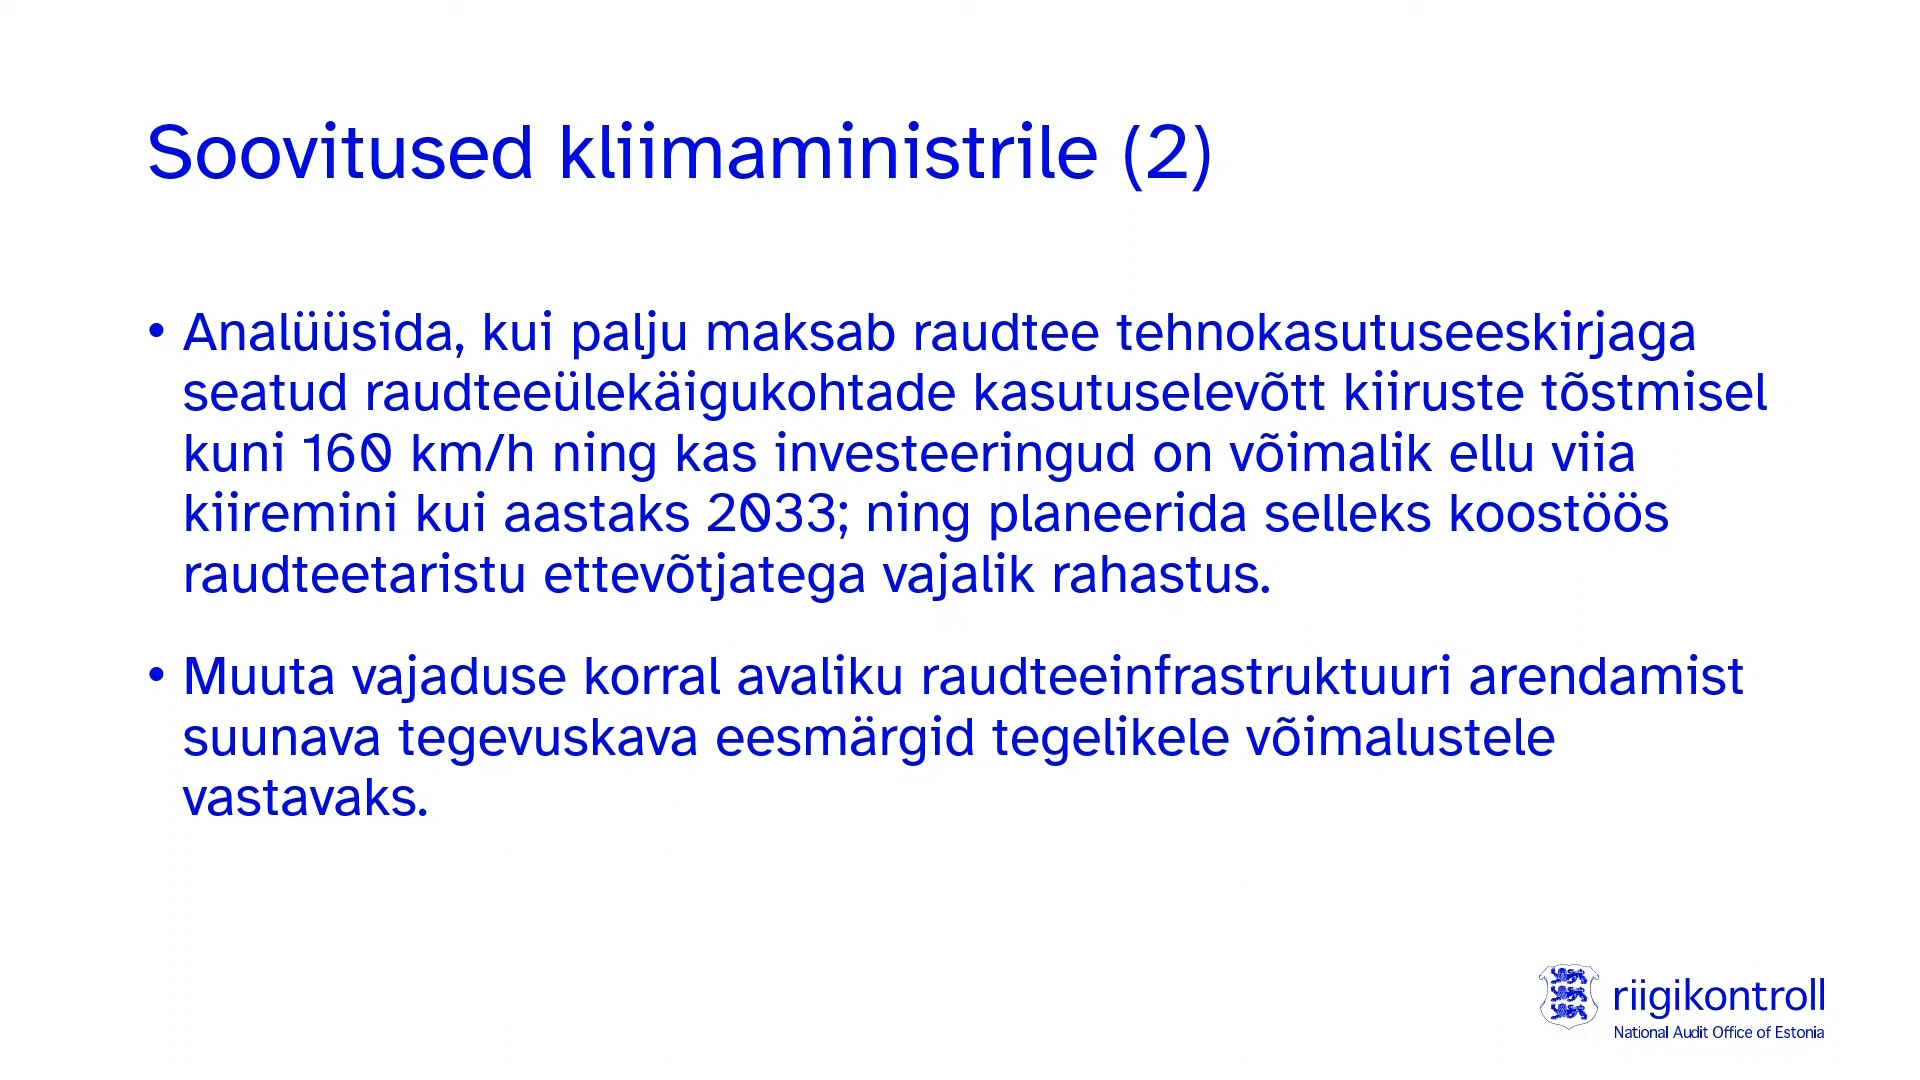 Soovitused kliimaministrile (2)
• Analüüsida, kui palju maksab raudtee tehnokasutuseeskirjaga
seatud raudteeülekäigukohtade kasutuselevõtt kiiruste tõstmisel
kuni 160 km/h ning kas investeeringud on võimalik ellu viia
kiiremini kui aastaks 2033; ning planeerida selleks koostöös
raudteetaristu ettevõtjatega vajalik rahastus.
• Muuta vajaduse korral avaliku raudteeinfrastruktuuri arendamist
suunava tegevuskava eesmärgid tegelikele võimalustele
vastavaks.
riigikontroll
National Audit Office of Estonia